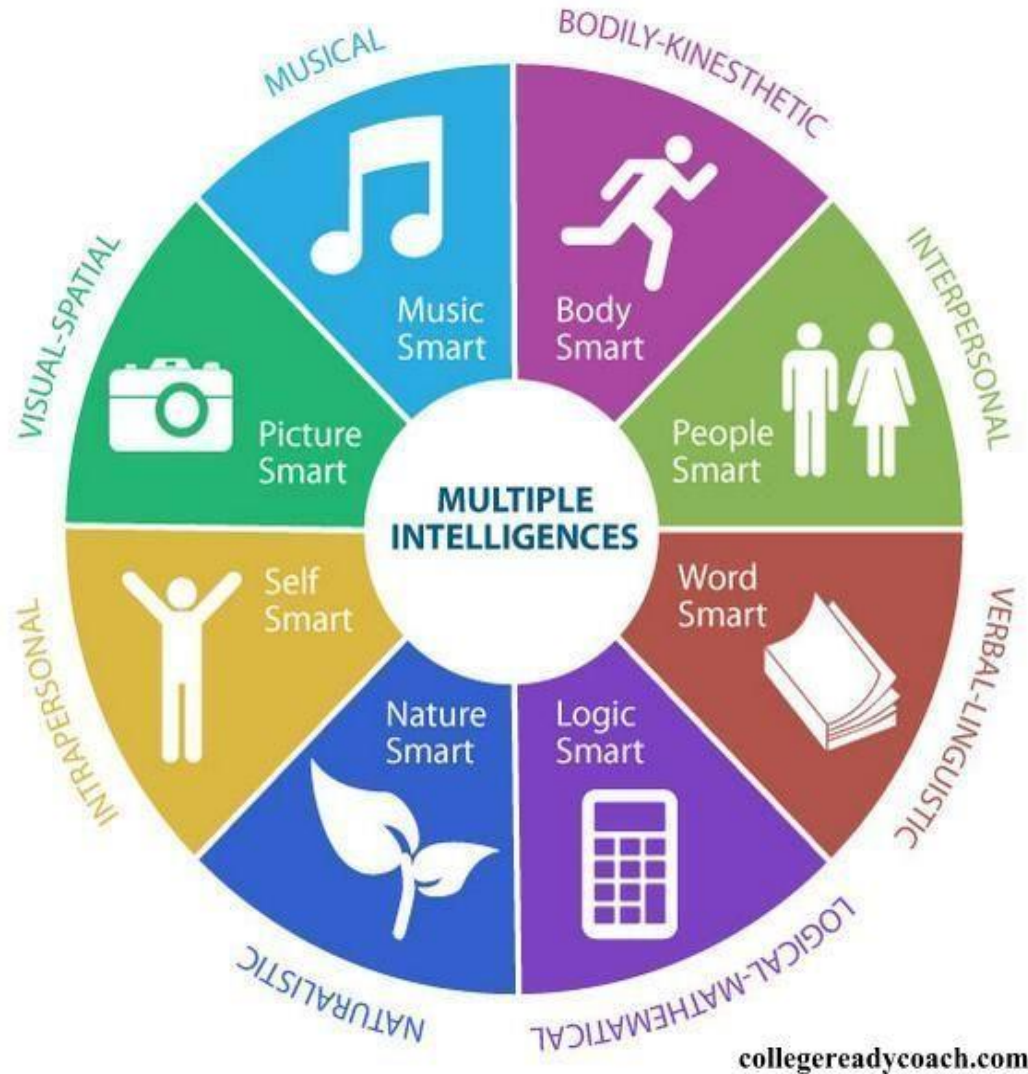 MUSICAL
BODILY-KINESTHETIC
VISUAL-SPATIAL
INTERPERSONAL
Music
Smart
Body
Smart
Picture
Smart
People
Smart
MULTIPLE
INTELLIGENCES
Self
Smart
Word
Smart
INTRAPERSONAL
VERBAL-LINGUISTIC
Nature
Smart
Logic
Smart
NATURALISTIC
LOGICAL-MATHEMATICAL
collegereadycoach.com